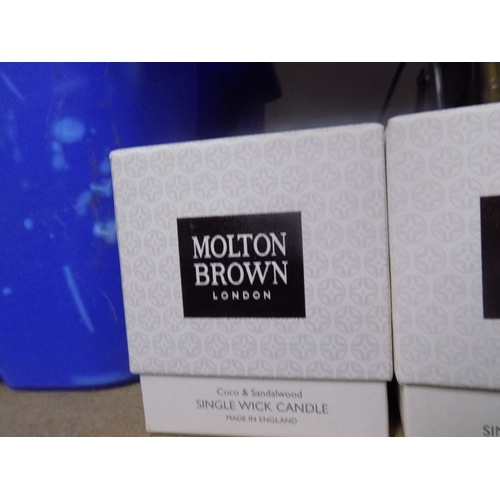 MOLTON
BROWN
LONDON
Coco & Sandalwood
SINGLE WICK CANDLE
MADE IN ENGLAND